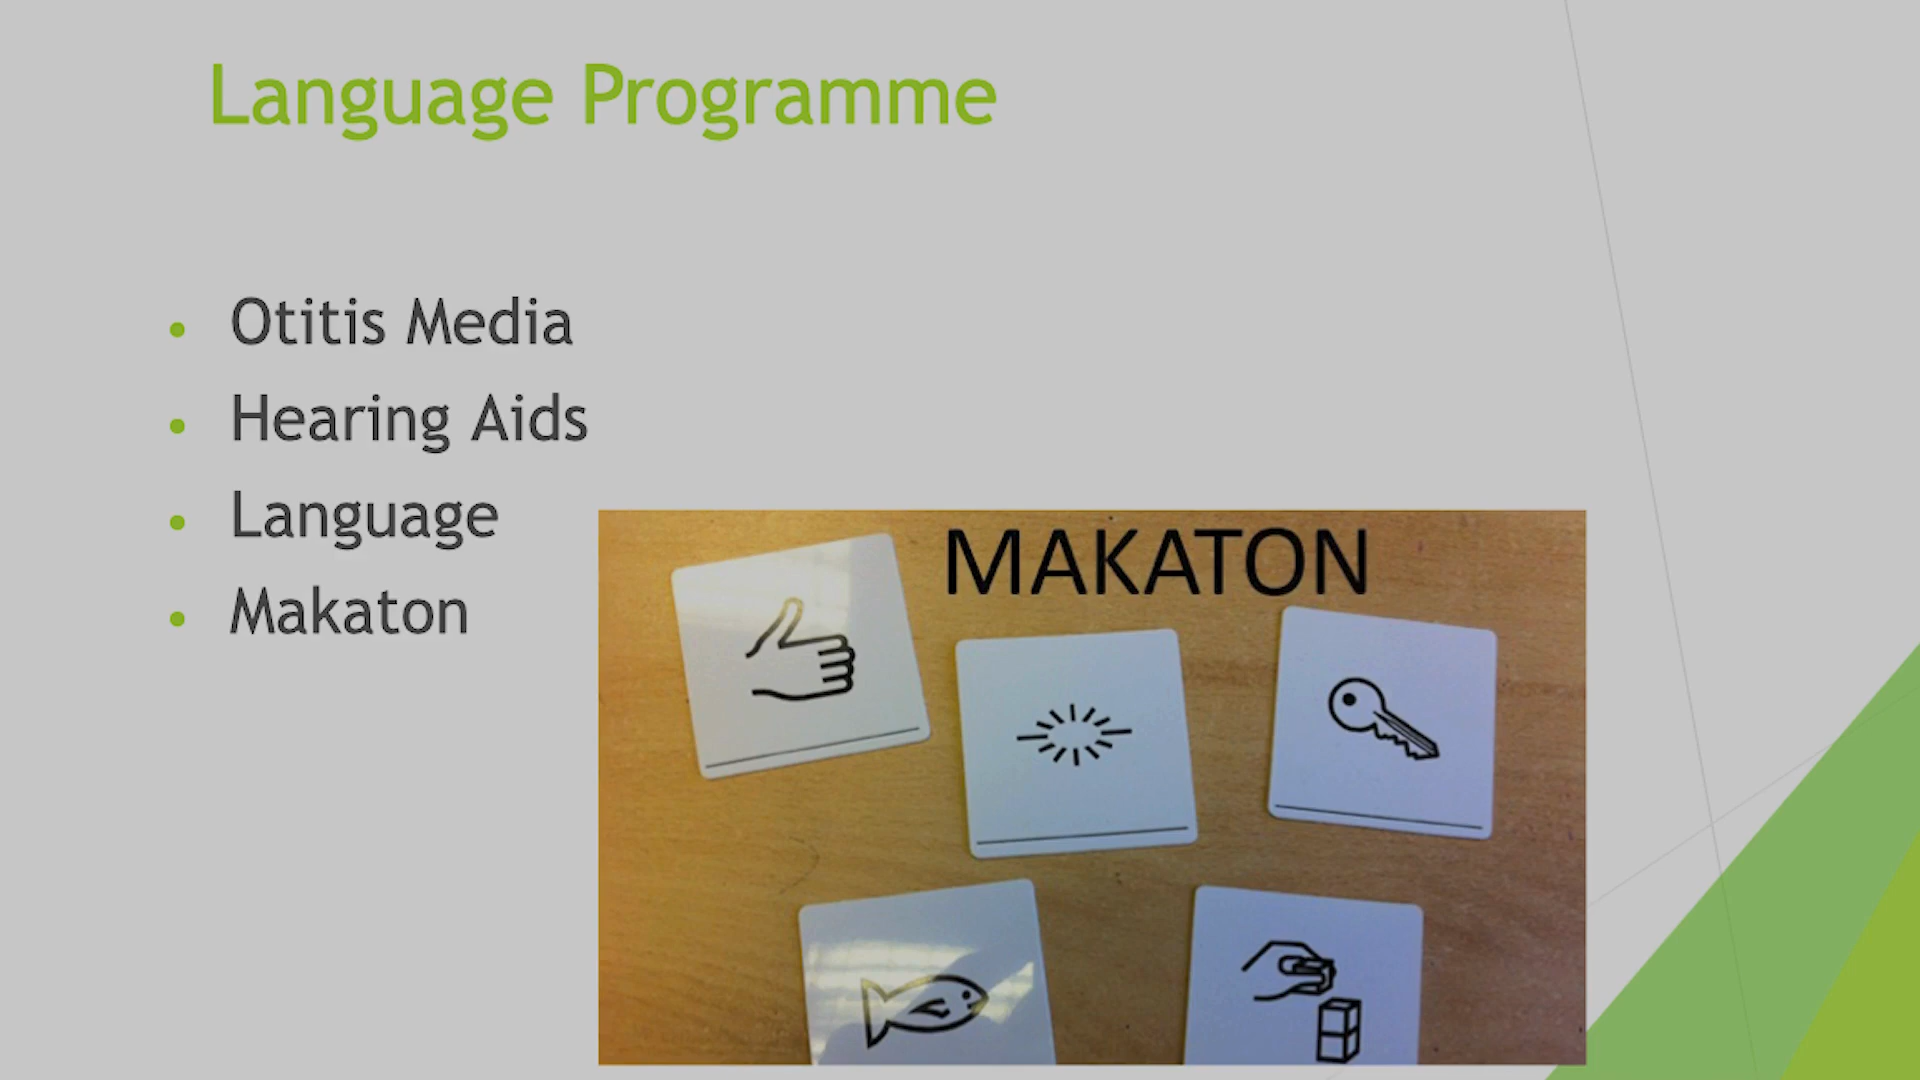 Language Programme
Otitis Media
Hearing Aids
Language
Makaton
MAKATON